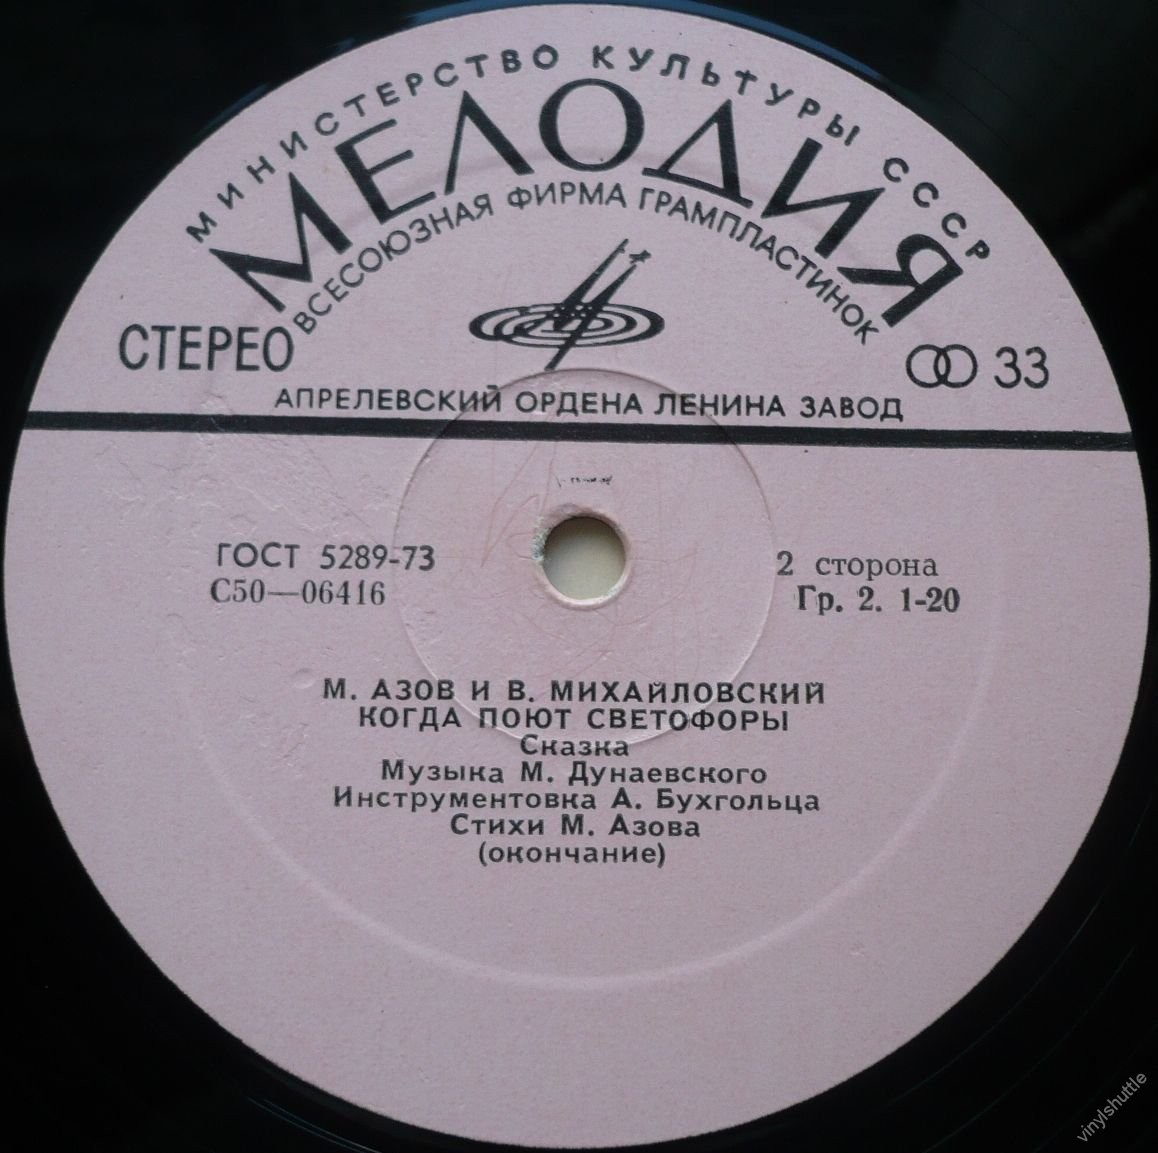 МИНИСТЕРСТВО КУЛЬТУРЫ СССР
МЕЛОДИЯ
ВСЕСОЮЗНАЯ ФИРМА ГРАМПЛАСТИНОК
СТЕРЕО
33
АПРЕЛЕВСКИЙ ОРДЕНА ЛЕНИНА ЗАВОД
ГОСТ 5289-73
С50—06416
2 сторона
Гр. 2. 1-20
М. АЗОВ И В. МИХАЙЛОВСКИЙ
КОГДА ПОЮТ СВЕТОФОРЫ
Сказка
Музыка М. Дунаевского
Инструментовка А. Бухгольца
Стихи М. Азова
(окончание)
vinylshuttle